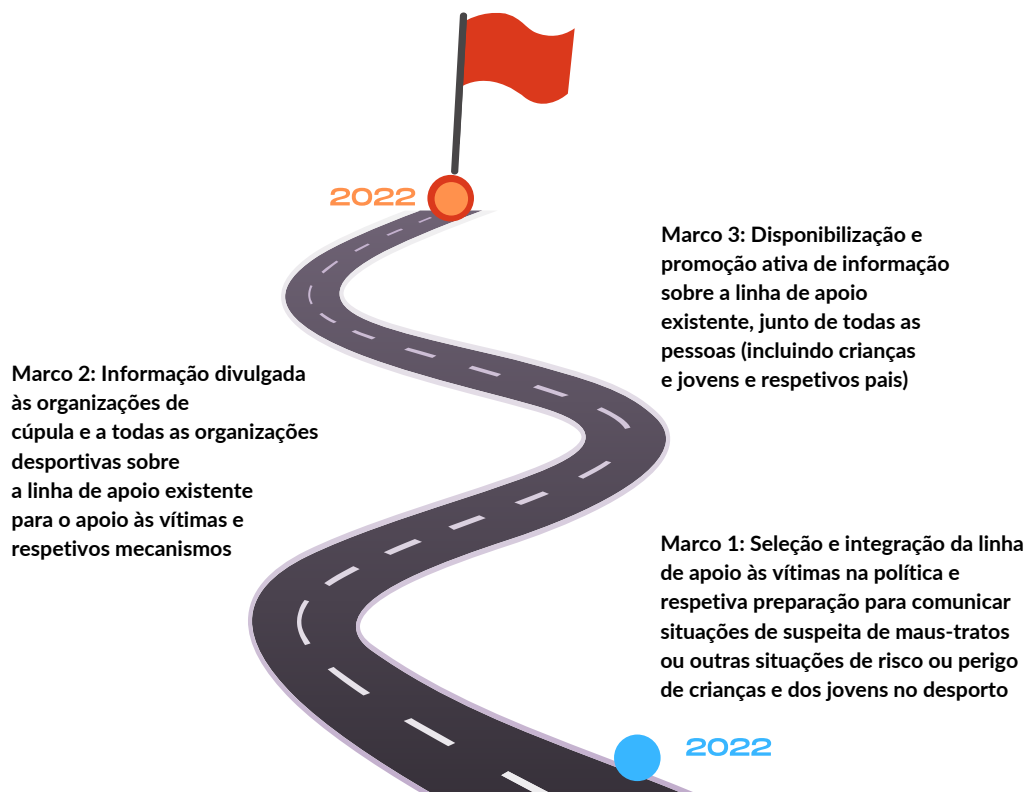 2022
Marco 3: Disponibilização e
promoção ativa de informação
sobre a linha de apoio
existente, junto de todas as
pessoas (incluindo crianças
e jovens e respetivos pais)
Marco 2: Informação divulgada
às organizações de
cúpula e a todas as organizações
desportivas sobre
a linha de apoio existente
para o apoio às vítimas e
respetivos mecanismos
Marco 1: Seleção e integração da linha
de apoio às vítimas na política e
respetiva preparação para comunicar
situações de suspeita de maus-tratos
ou outras situações de risco ou perigo
de crianças e dos jovens no desporto
2022